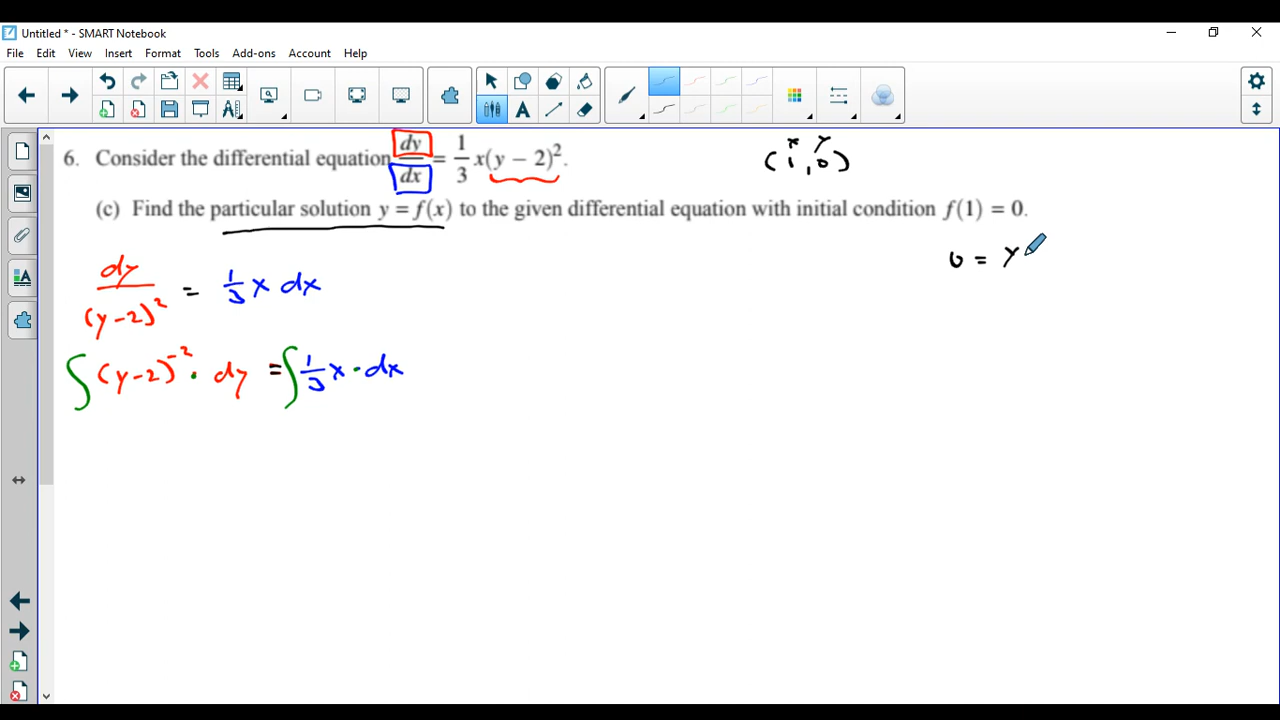 Untitled * - SMART Notebook
File Edit View Insert Format Tools Add-ons Account Help
6. Consider the differential equation dy/dx = 1/3 x(y − 2)².
x y
(1, 0)
(c) Find the particular solution y = f(x) to the given differential equation with initial condition f(1) = 0.
u = y
dy/(y-2)² = 1/3 x dx
∫ (y-2)⁻² · dy = ∫ 1/3 x · dx